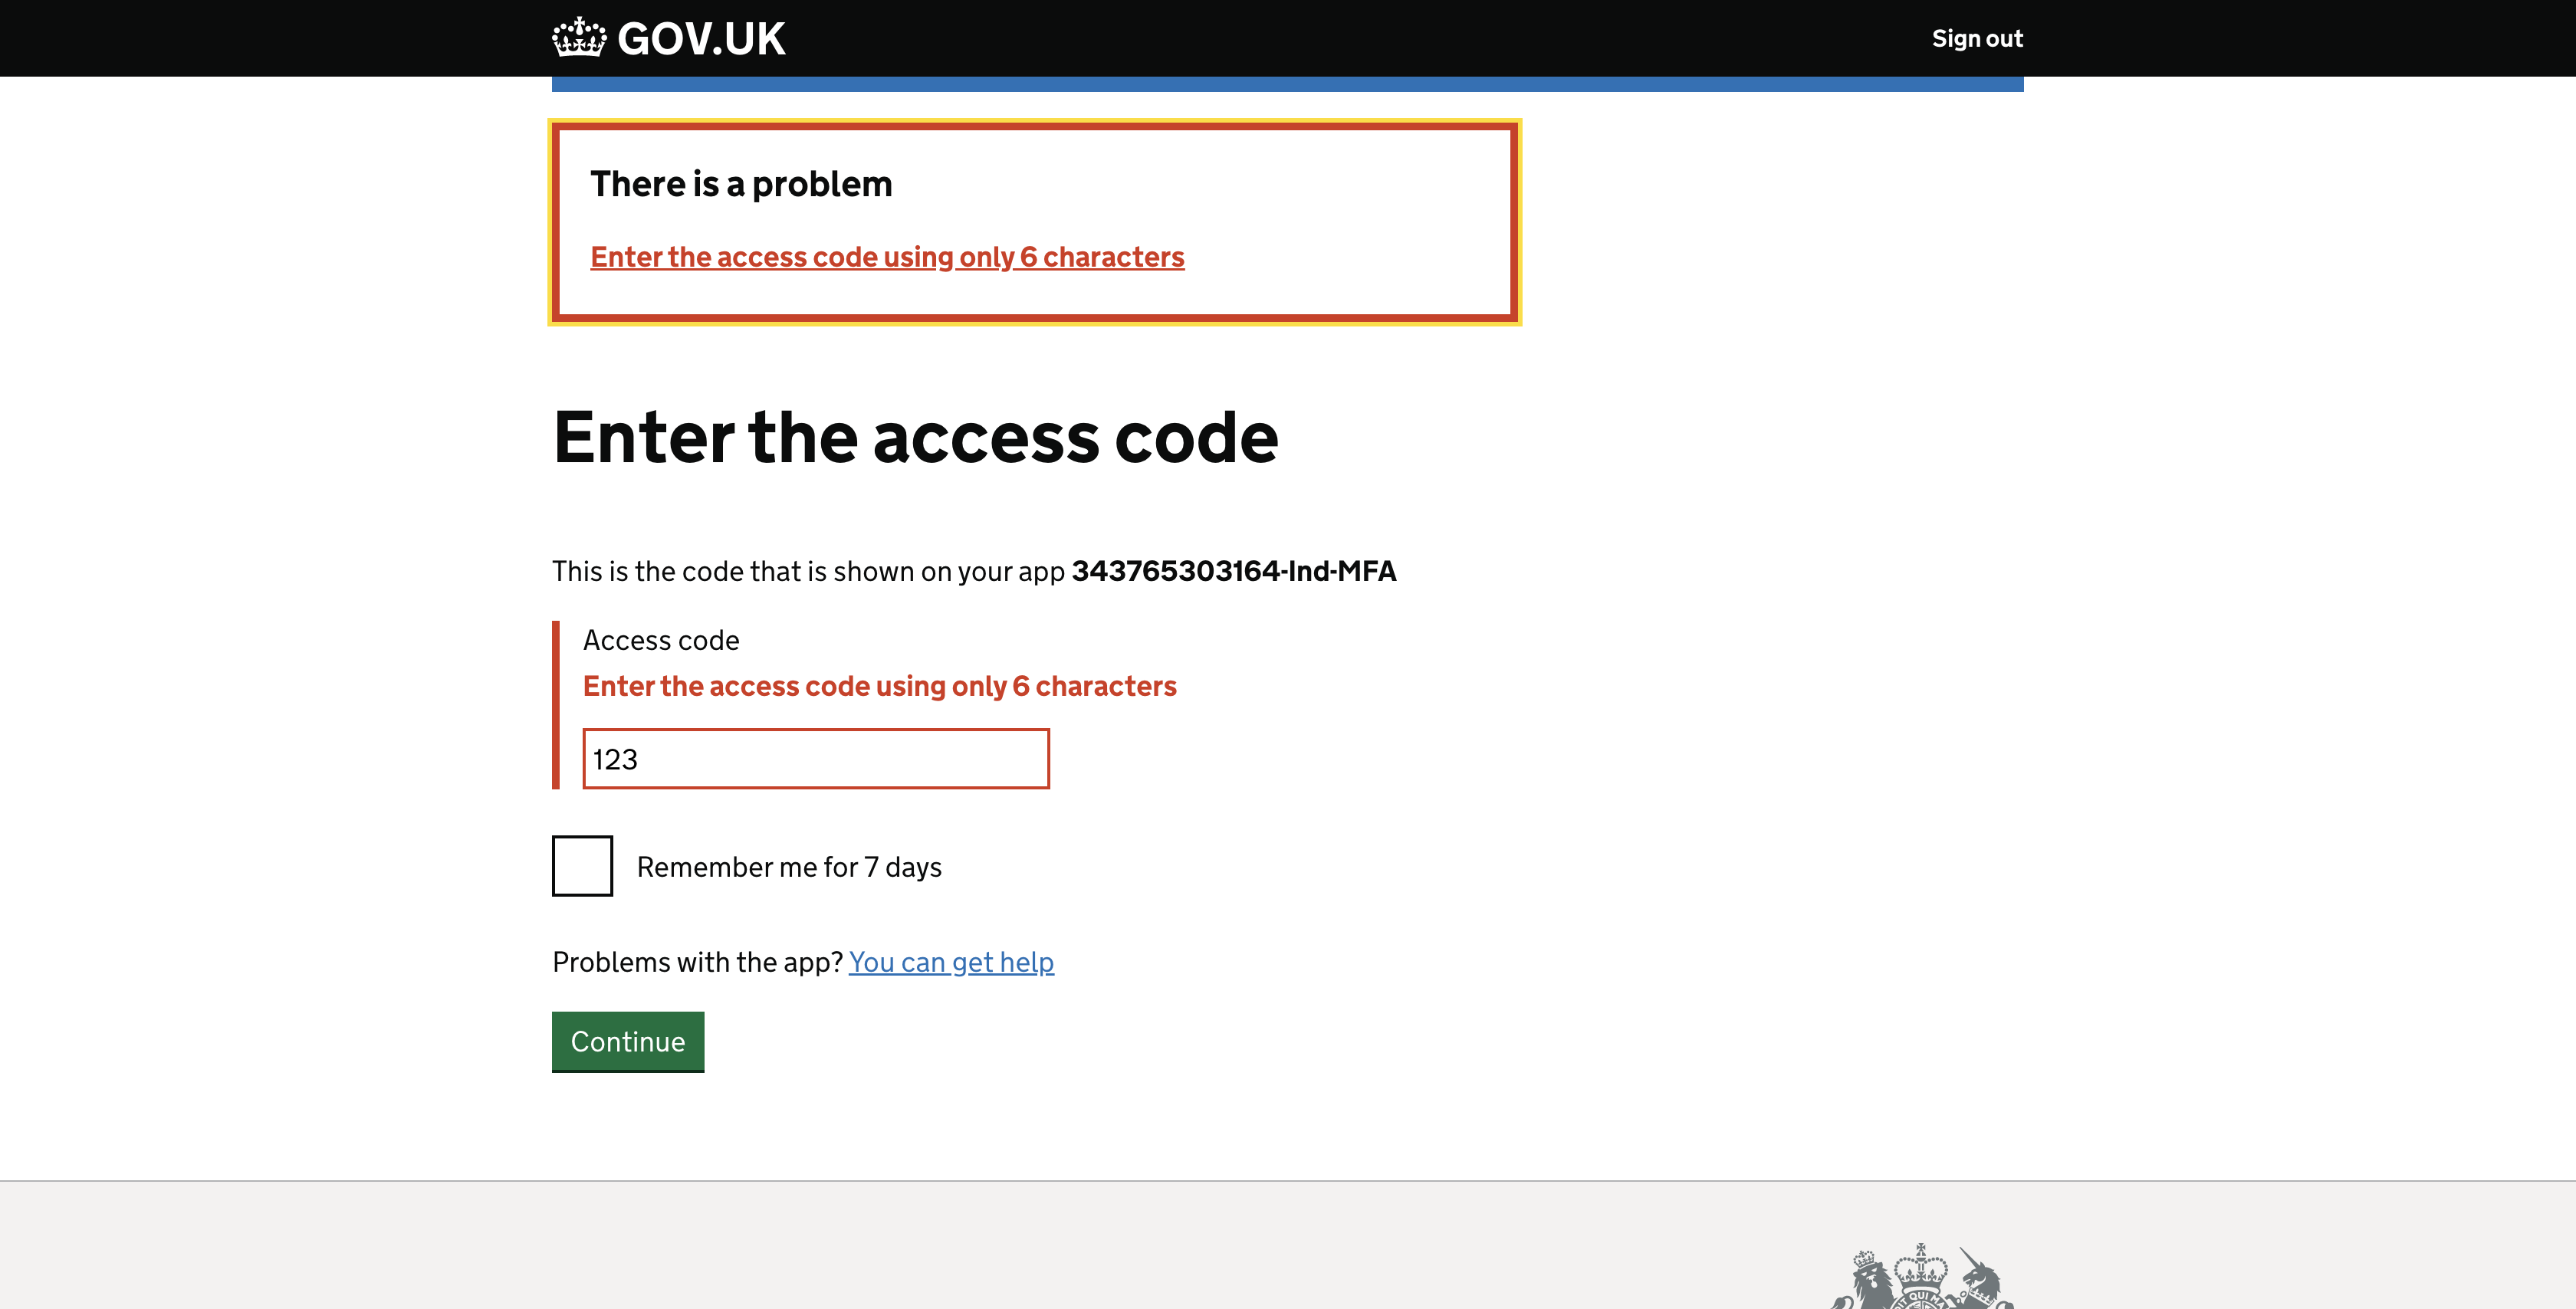 GOV.UK
Sign out
There is a problem
Enter the access code using only 6 characters
Enter the access code
This is the code that is shown on your app 343765303164-Ind-MFA
Access code
Enter the access code using only 6 characters
123
Remember me for 7 days
Problems with the app? You can get help
Continue